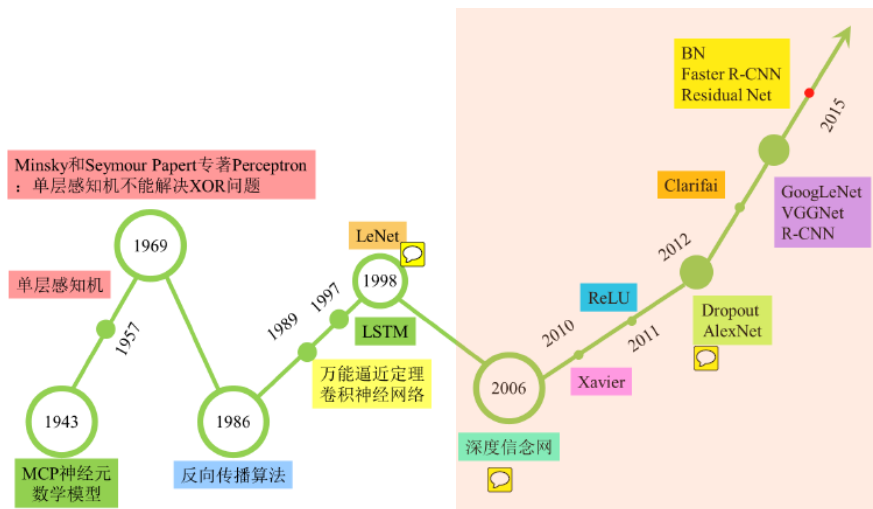 Minsky和Seymour Papert专著Perceptron
：单层感知机不能解决XOR问题
1969
单层感知机
1957
1943
MCP神经元
数学模型
1986
反向传播算法
1989
1997
LeNet
1998
LSTM
万能逼近定理
卷积神经网络
2006
深度信念网
2010
Xavier
ReLU
2011
2012
Dropout
AlexNet
Clarifai
GoogLeNet
VGGNet
R-CNN
BN
Faster R-CNN
Residual Net
2015